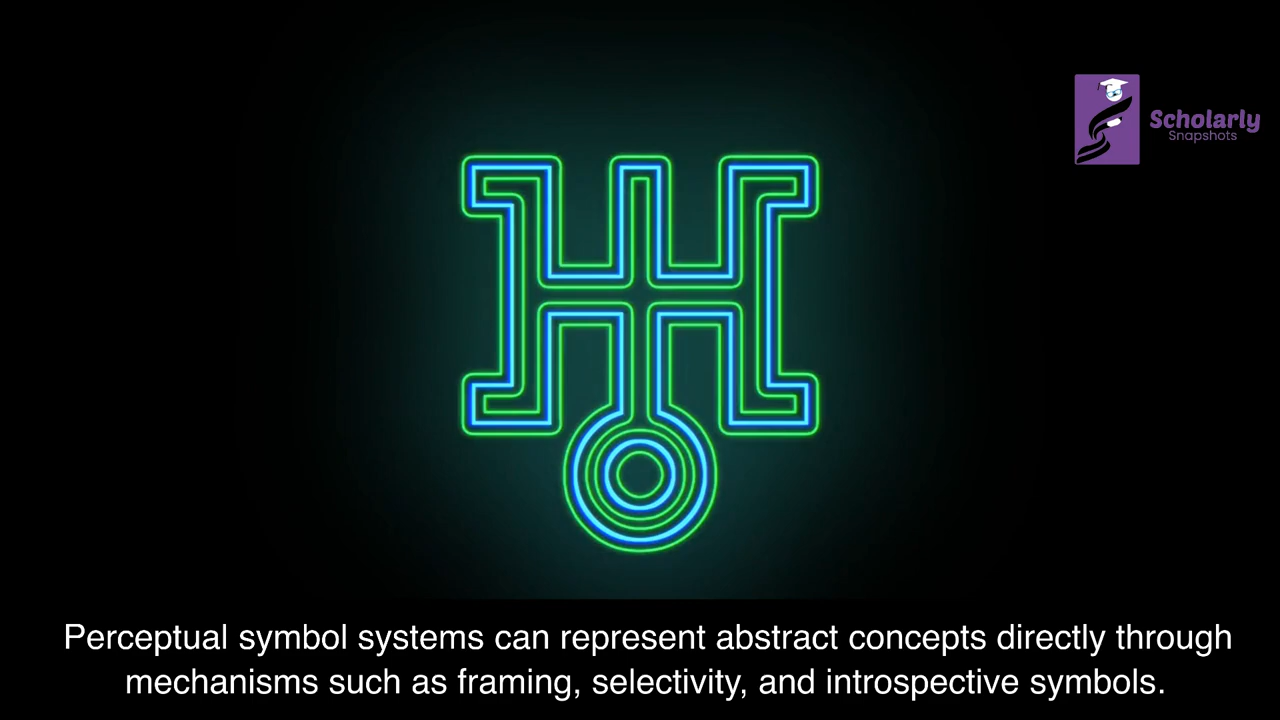 Scholarly
Snapshots
Perceptual symbol systems can represent abstract concepts directly through
mechanisms such as framing, selectivity, and introspective symbols.